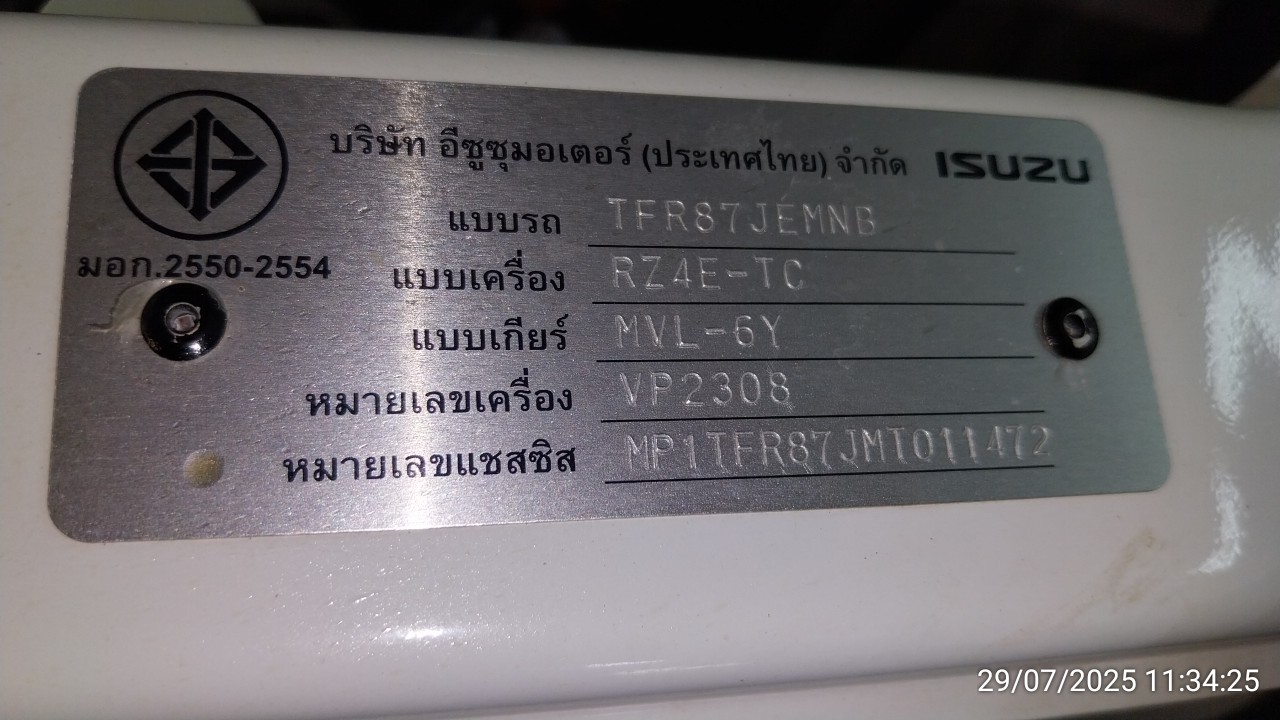 บริษัท อีซูซุมอเตอร์ (ประเทศไทย) จำกัด ISUZU
มอก.2550-2554
แบบรถ TFR87JEMNB
แบบเครื่อง RZ4E-TC
แบบเกียร์ MVL-6Y
หมายเลขเครื่อง VP2308
หมายเลขแชสซิส MP1TFR87JMT011472
29/07/2025 11:34:25